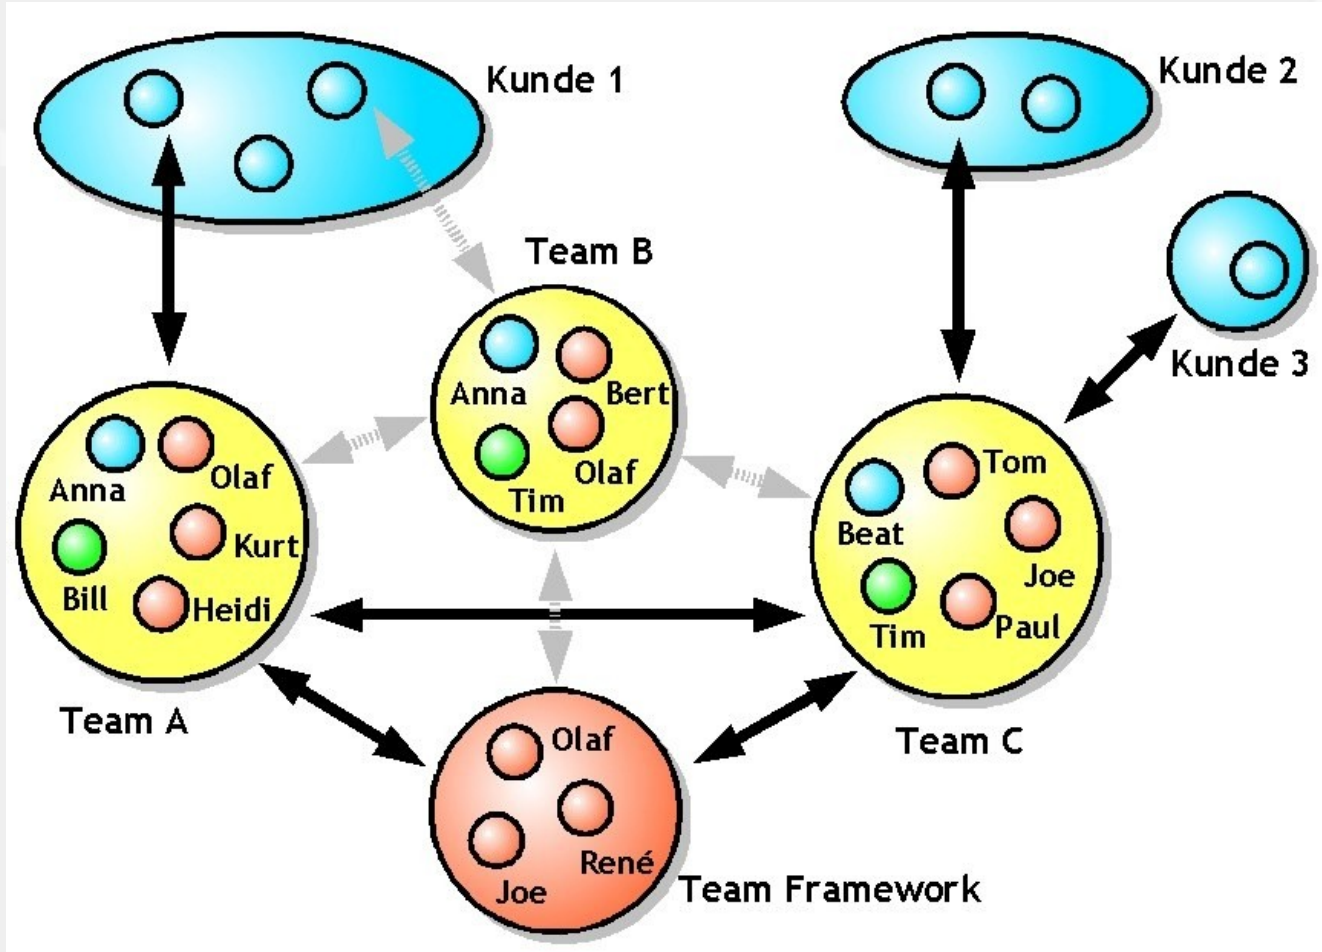 Kunde 1
Kunde 2
Kunde 3
Team B
Anna
Bert
Olaf
Tim
Anna
Olaf
Kurt
Bill
Heidi
Team A
Tom
Beat
Joe
Tim
Paul
Team C
Olaf
René
Joe
Team Framework